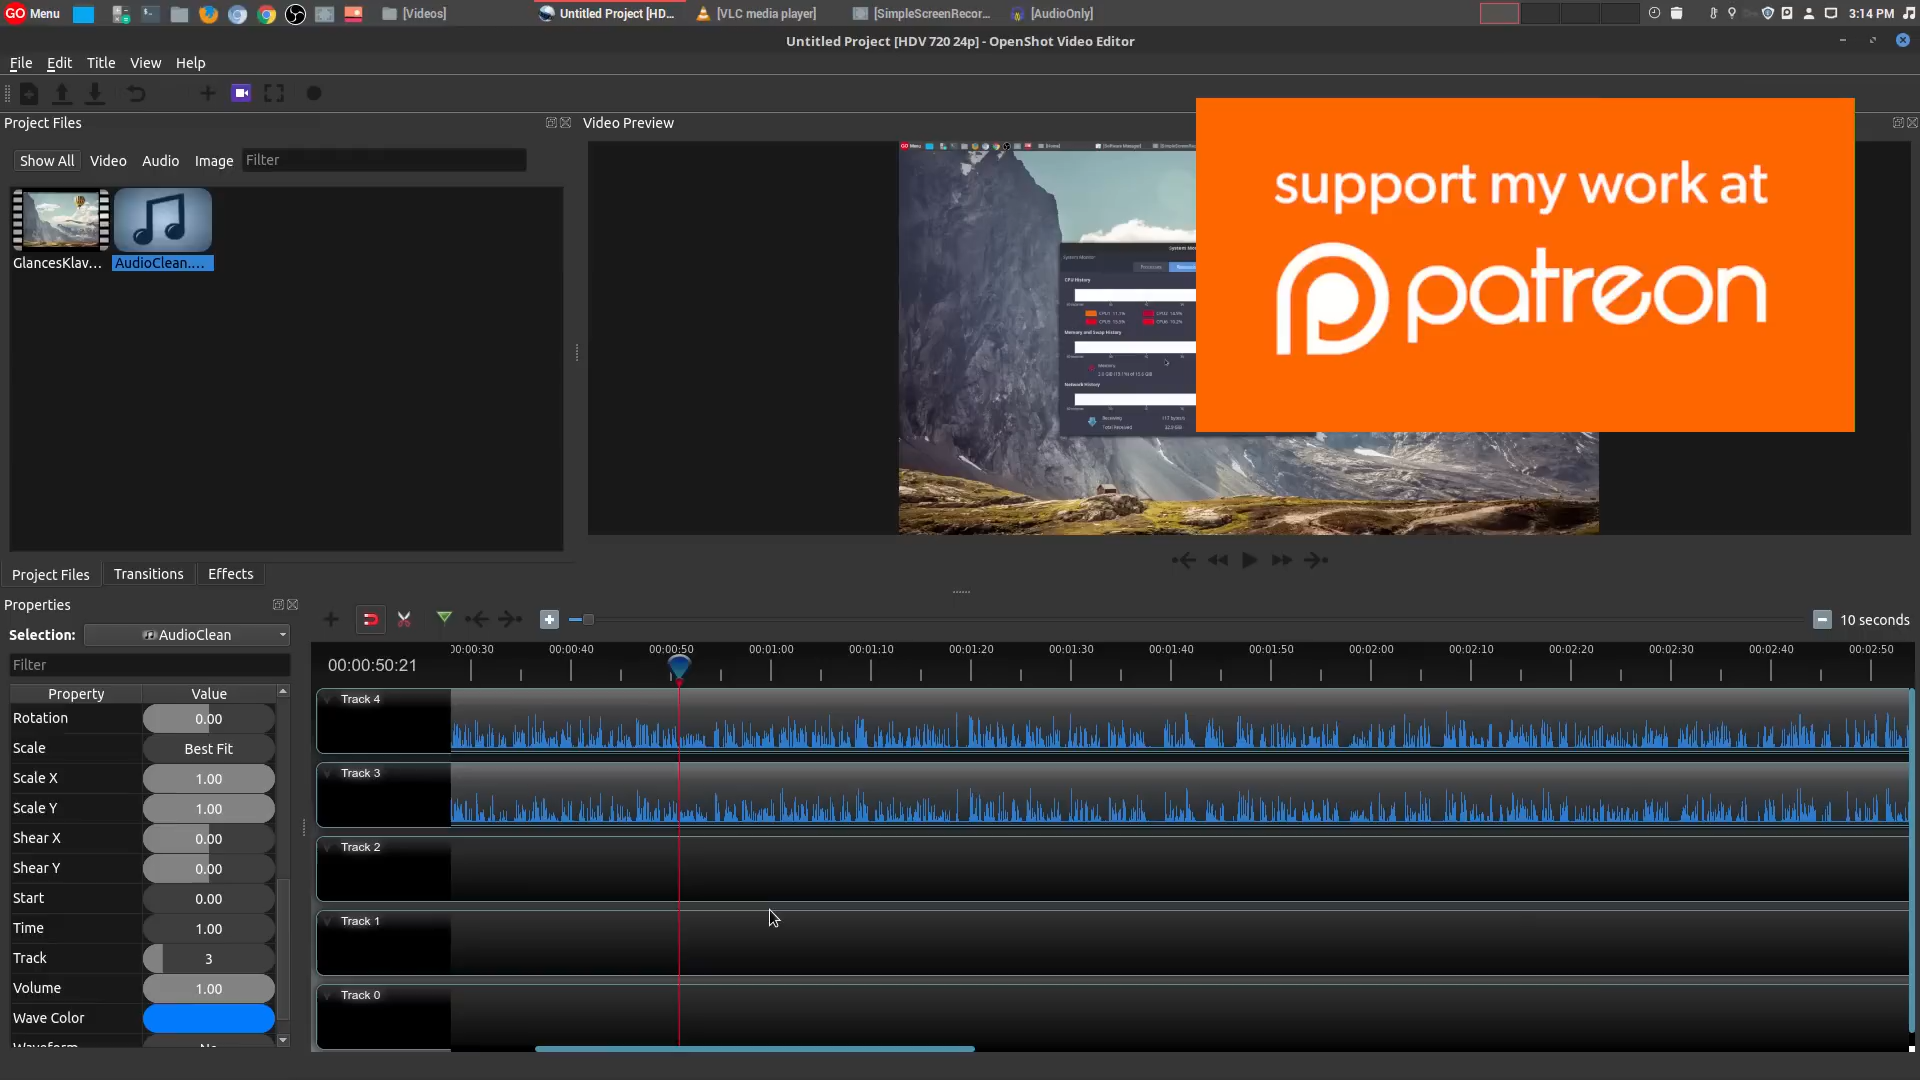 GO Menu
[Videos]
Untitled Project [HD...
[VLC media player]
[SimpleScreenRecor...
[AudioOnly]
3:14 PM
Untitled Project [HDV 720 24p] - OpenShot Video Editor
File Edit Title View Help
Project Files
Video Preview
Show All Video Audio Image Filter
GlancesKlav...
AudioClean....
support my work at
patreon
Project Files Transitions Effects
Properties
Selection: AudioClean
Filter
Property Value
Rotation 0.00
Scale Best Fit
Scale X 1.00
Scale Y 1.00
Shear X 0.00
Shear Y 0.00
Start 0.00
Time 1.00
Track 3
Volume 1.00
Wave Color
10 seconds
00:00:50:21
00:00:30 00:00:40 00:00:50 00:01:00 00:01:10 00:01:20 00:01:30 00:01:40 00:01:50 00:02:00 00:02:10 00:02:20 00:02:30 00:02:40 00:02:50
Track 4
Track 3
Track 2
Track 1
Track 0